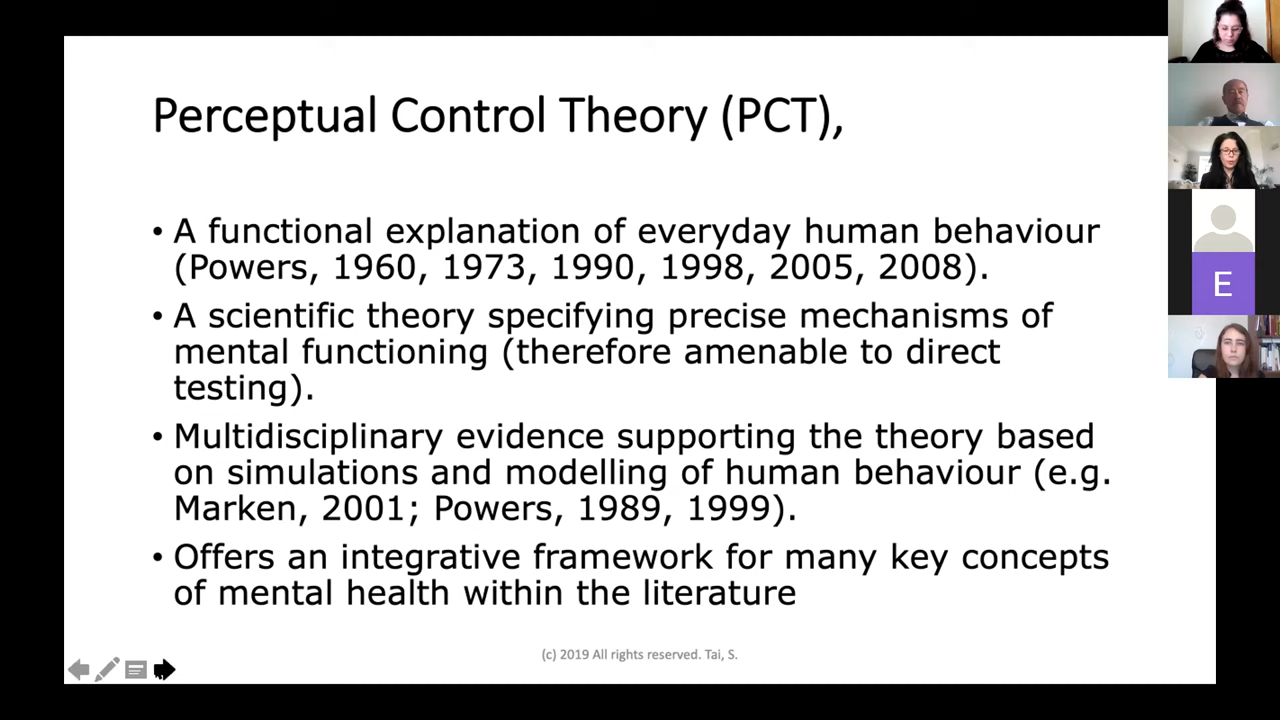 Perceptual Control Theory (PCT),
• A functional explanation of everyday human behaviour
(Powers, 1960, 1973, 1990, 1998, 2005, 2008).
• A scientific theory specifying precise mechanisms of
mental functioning (therefore amenable to direct
testing).
• Multidisciplinary evidence supporting the theory based
on simulations and modelling of human behaviour (e.g.
Marken, 2001; Powers, 1989, 1999).
• Offers an integrative framework for many key concepts
of mental health within the literature
(c) 2019 All rights reserved. Tai, S.
E